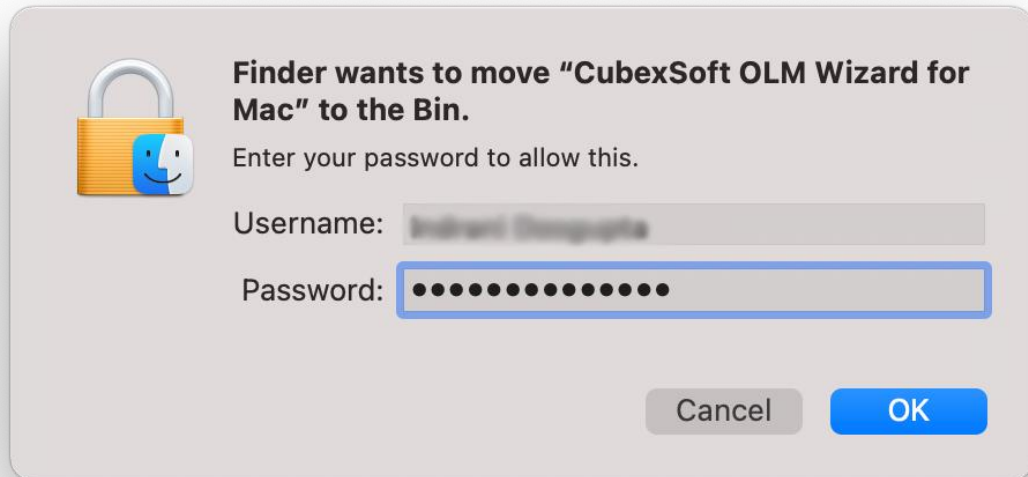 Finder wants to move “CubexSoft OLM Wizard for
Mac” to the Bin.
Enter your password to allow this.
Username:
Password: ••••••••••••••
Cancel OK